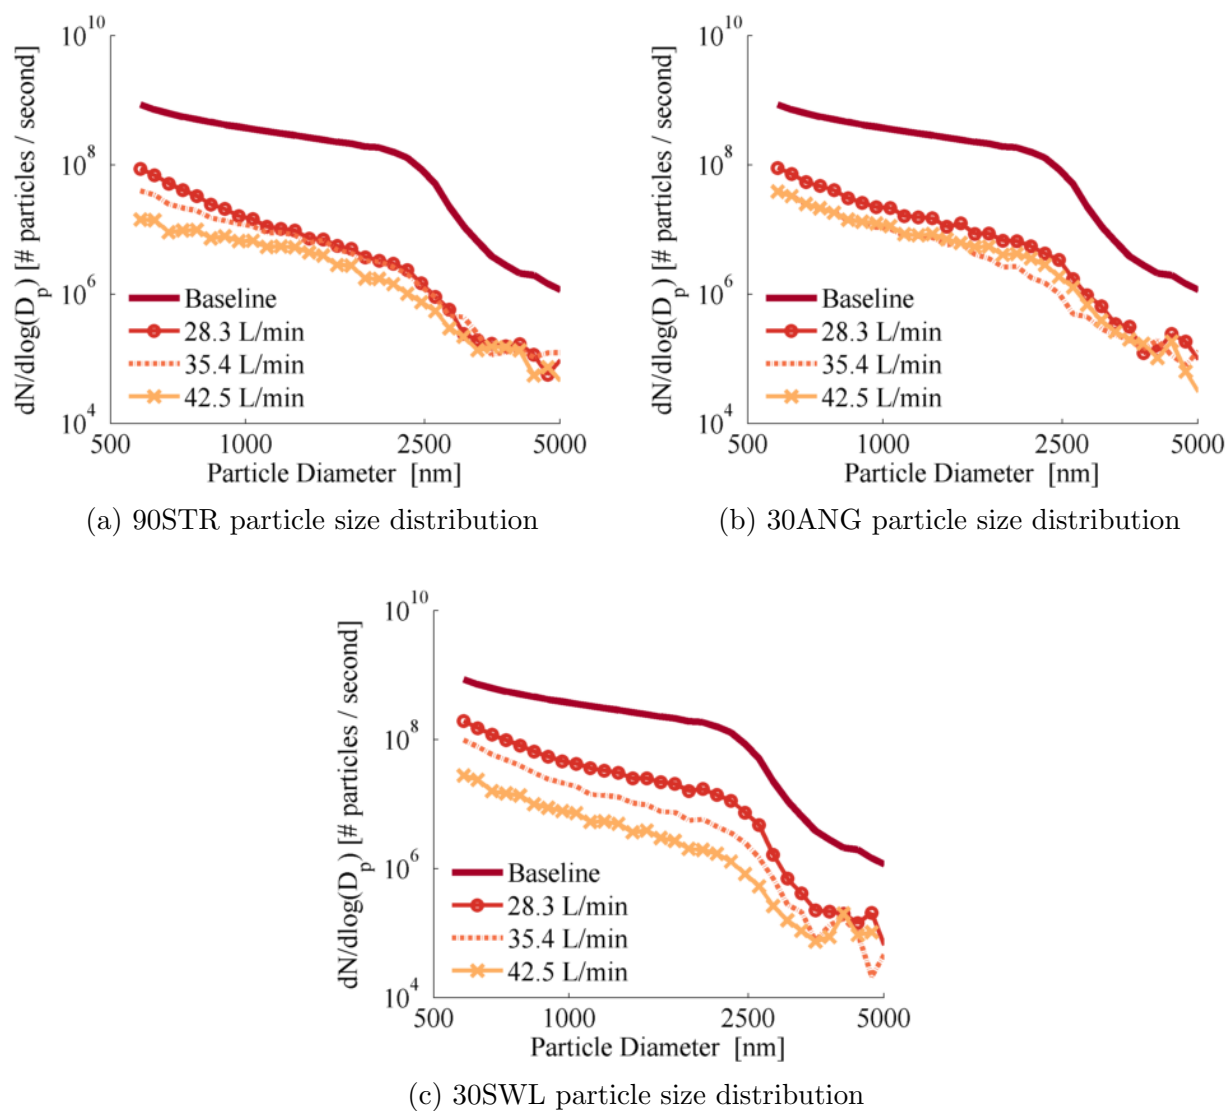 dN/dlog(D_p) [# particles / second]
10^10
10^8
10^6
10^4
Baseline
28.3 L/min
35.4 L/min
42.5 L/min
500 1000 2500 5000
Particle Diameter [nm]
(a) 90STR particle size distribution
dN/dlog(D_p) [# particles / second]
10^10
10^8
10^6
10^4
Baseline
28.3 L/min
35.4 L/min
42.5 L/min
500 1000 2500 5000
Particle Diameter [nm]
(b) 30ANG particle size distribution
dN/dlog(D_p) [# particles / second]
10^10
10^8
10^6
10^4
Baseline
28.3 L/min
35.4 L/min
42.5 L/min
500 1000 2500 5000
Particle Diameter [nm]
(c) 30SWL particle size distribution